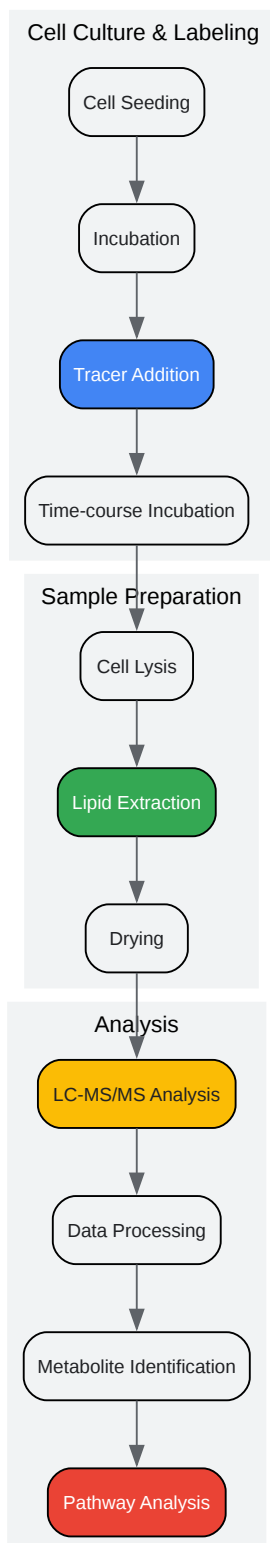 Cell Culture & Labeling
Cell Seeding
Incubation
Tracer Addition
Time-course Incubation
Sample Preparation
Cell Lysis
Lipid Extraction
Drying
Analysis
LC-MS/MS Analysis
Data Processing
Metabolite Identification
Pathway Analysis